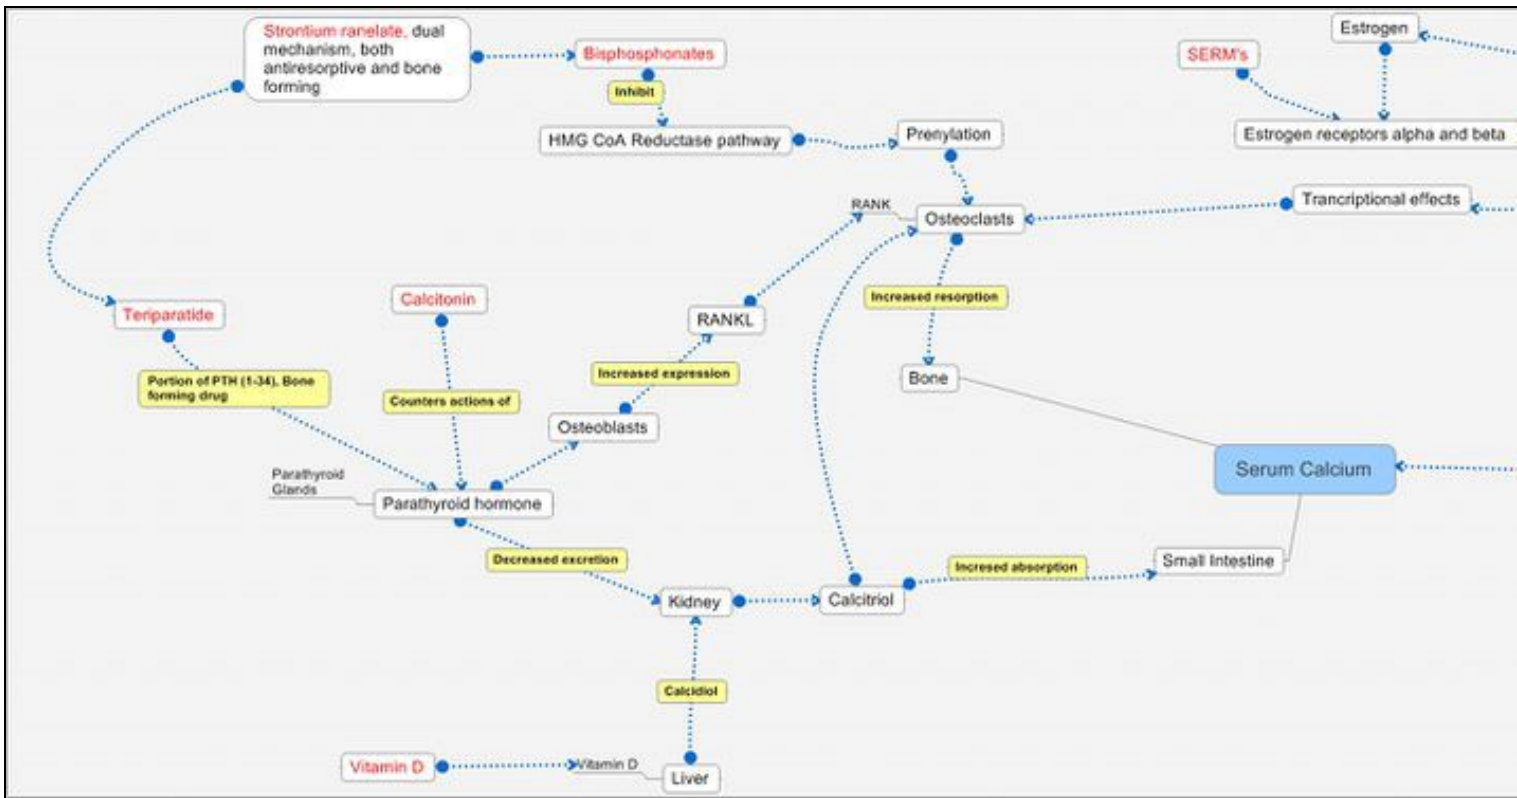 Strontium ranelate, dual
mechanism, both
antiresorptive and bone
forming
Bisphosphonates
Inhibit
HMG CoA Reductase pathway
Prenylation
SERM's
Estrogen
Estrogen receptors alpha and beta
Trancriptional effects
RANK
Osteoclasts
Increased resorption
Bone
Teriparatide
Calcitonin
RANKL
Portion of PTH (1-34), Bone
forming drug
Counters actions of
Increased expression
Osteoblasts
Parathyroid
Glands
Parathyroid hormone
Serum Calcium
Decreased excretion
Kidney
Calcitriol
Incresed absorption
Small Intestine
Calcidiol
Vitamin D
Vitamin D
Liver